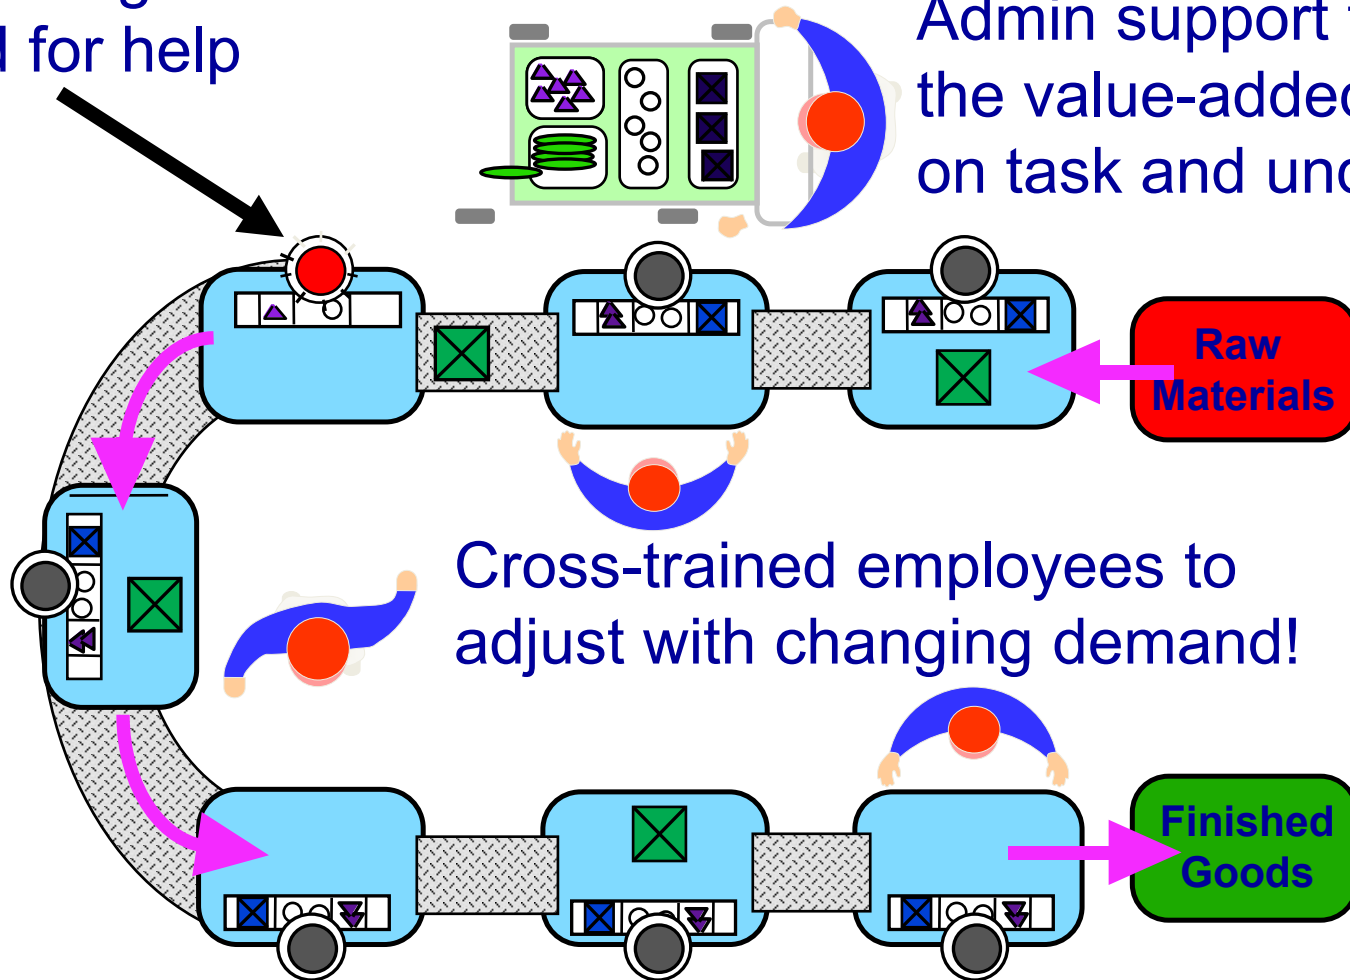 d for help
Admin support
the value-added
on task and
Raw
Materials
Cross-trained employees to
adjust with changing demand!
Finished
Goods